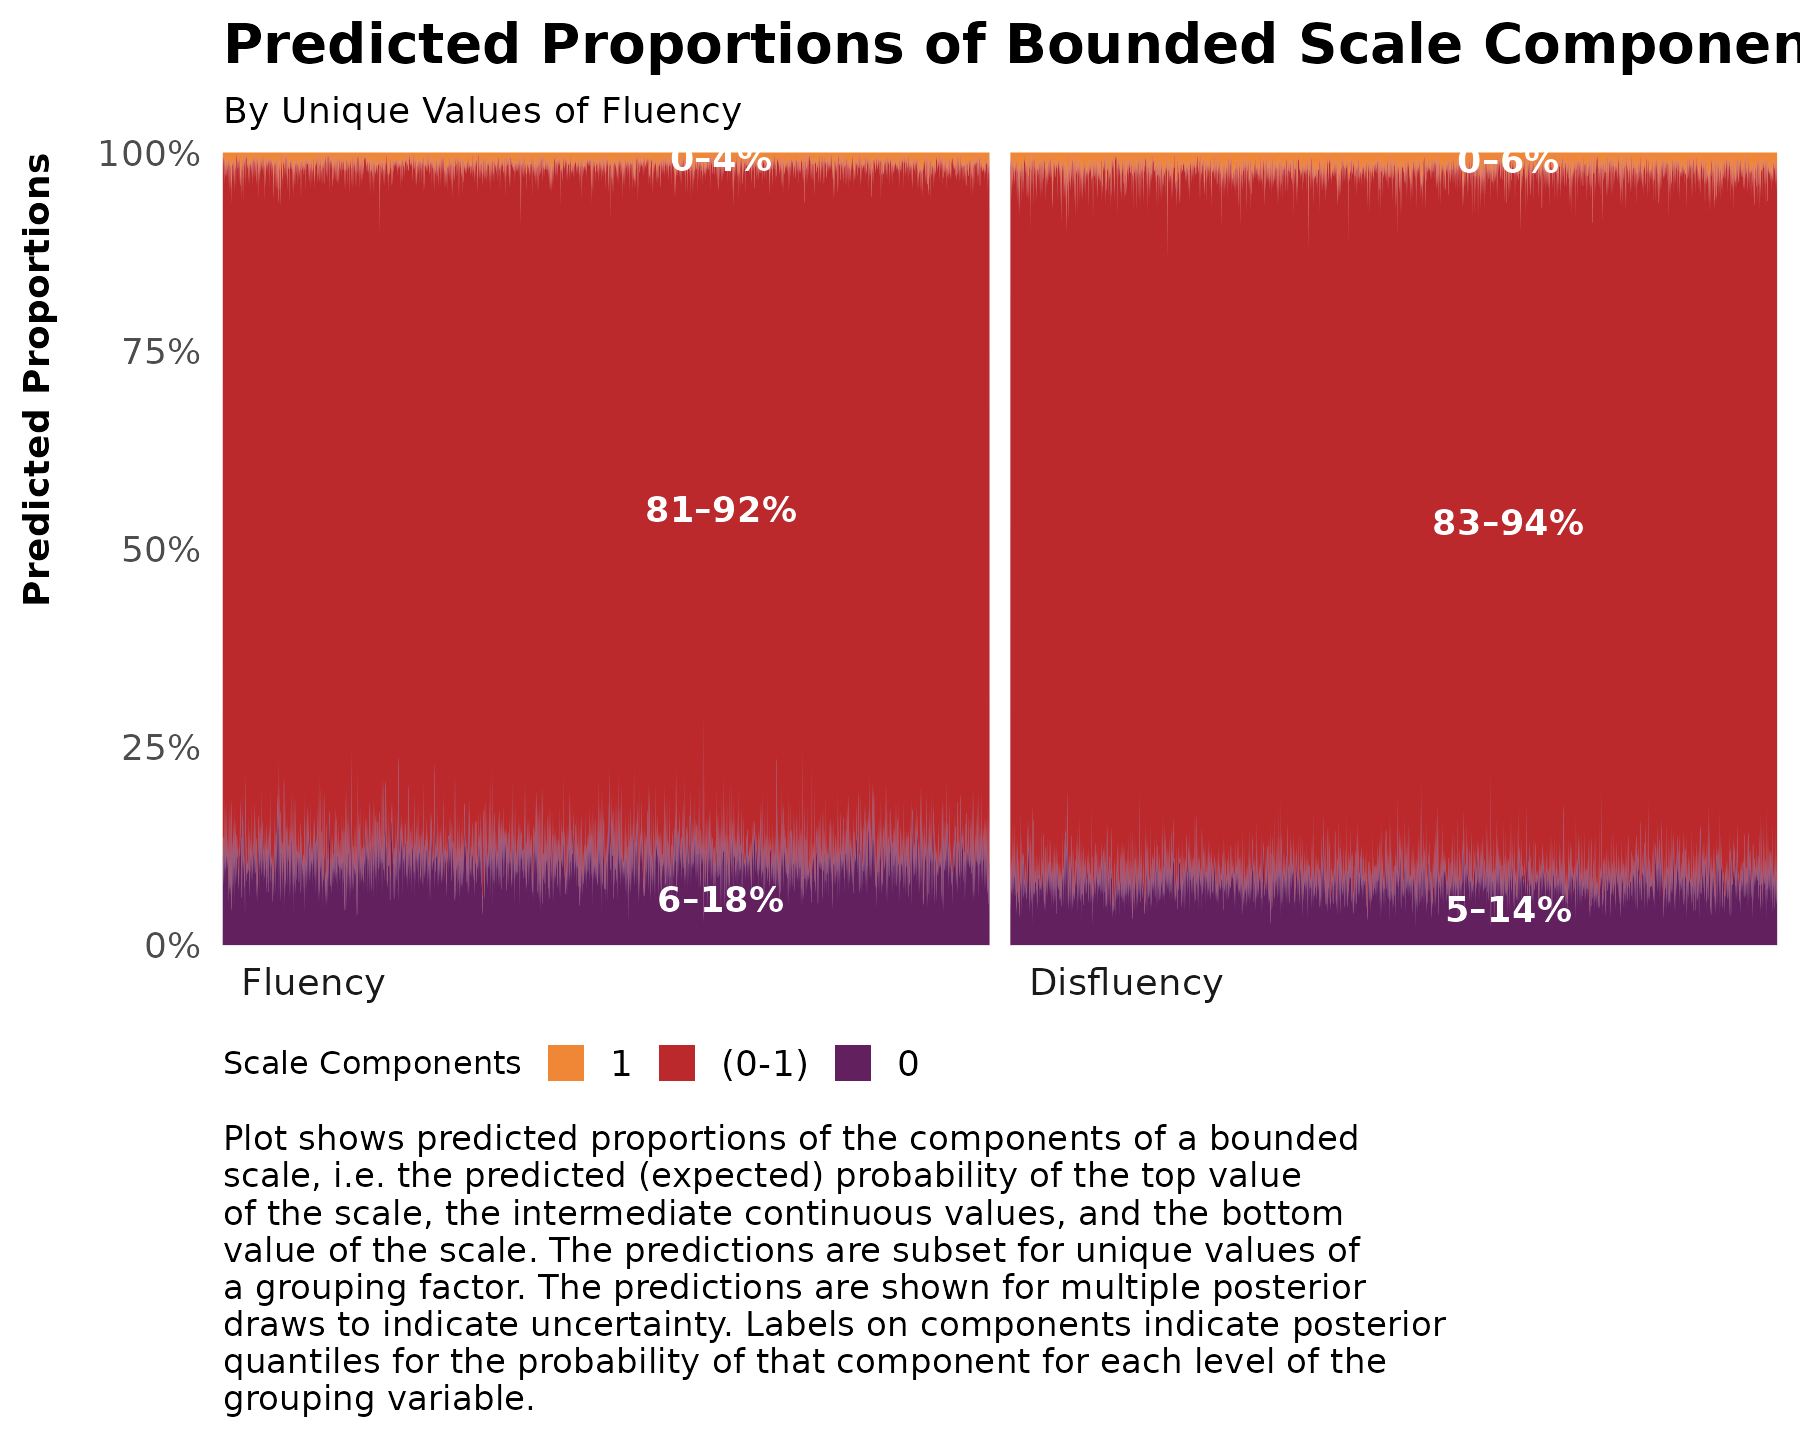 Predicted Proportions of Bounded Scale Componen
By Unique Values of Fluency
Predicted Proportions
100%
75%
50%
25%
0%
0–4%
81–92%
6–18%
0–6%
83–94%
5–14%
Fluency
Disfluency
Scale Components 1 (0-1) 0
Plot shows predicted proportions of the components of a bounded
scale, i.e. the predicted (expected) probability of the top value
of the scale, the intermediate continuous values, and the bottom
value of the scale. The predictions are subset for unique values of
a grouping factor. The predictions are shown for multiple posterior
draws to indicate uncertainty. Labels on components indicate posterior
quantiles for the probability of that component for each level of the
grouping variable.